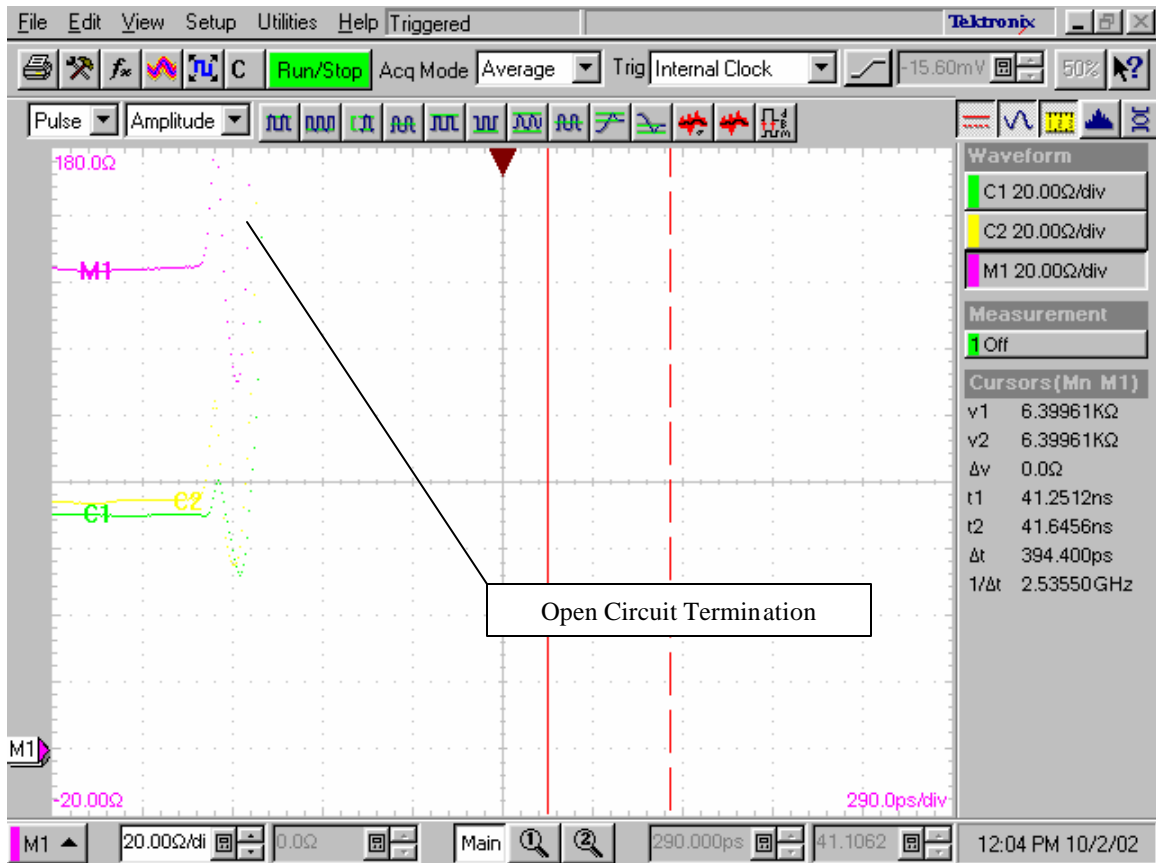 File Edit View Setup Utilities Help Triggered Tektronix
C Run/Stop Acq Mode Average Trig Internal Clock -15.60mV 50%
Pulse Amplitude
180.0Ω
M1
C2
C1
Open Circuit Termination
M1
-20.00Ω 290.0ps/div
Waveform
C1 20.00Ω/div
C2 20.00Ω/div
M1 20.00Ω/div
Measurement
1 Off
Cursors(Mn M1)
v1 6.39961KΩ
v2 6.39961KΩ
Δv 0.0Ω
t1 41.2512ns
t2 41.6456ns
Δt 394.400ps
1/Δt 2.53550GHz
M1 20.00Ω/di 0.0Ω Main 1 2 290.000ps 41.1062 12:04 PM 10/2/02